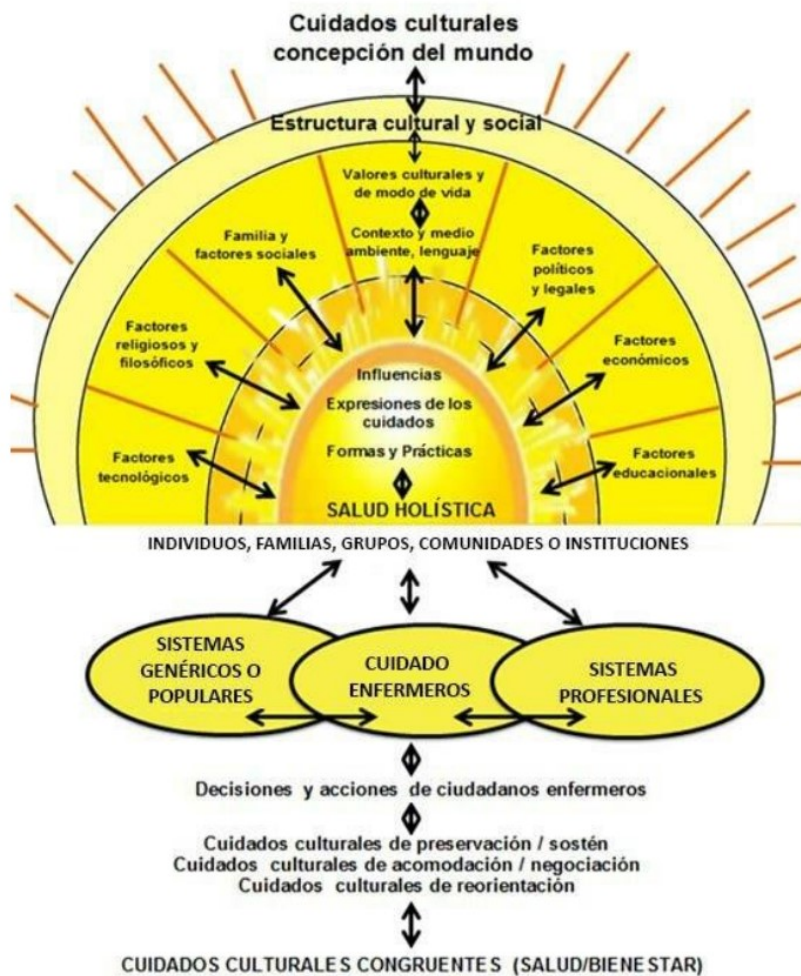 Cuidados culturales
concepción del mundo
Estructura cultural y social
Valores culturales y
de modo de vida
Familia y
factores sociales
Contexto y medio
ambiente, lenguaje
Factores
políticos
y legales
Factores
religiosos y
filosóficos
Factores
económicos
Influencias
Expresiones de los
cuidados
Formas y Prácticas
Factores
tecnológicos
Factores
educacionales
SALUD HOLÍSTICA
INDIVIDUOS, FAMILIAS, GRUPOS, COMUNIDADES O INSTITUCIONES
SISTEMAS
GENÉRICOS O
POPULARES
CUIDADO
ENFERMEROS
SISTEMAS
PROFESIONALES
Decisiones y acciones de ciudadanos enfermeros
Cuidados culturales de preservación / sostén
Cuidados culturales de acomodación / negociación
Cuidados culturales de reorientación
CUIDADOS CULTURALES CONGRUENTES (SALUD/BIENESTAR)